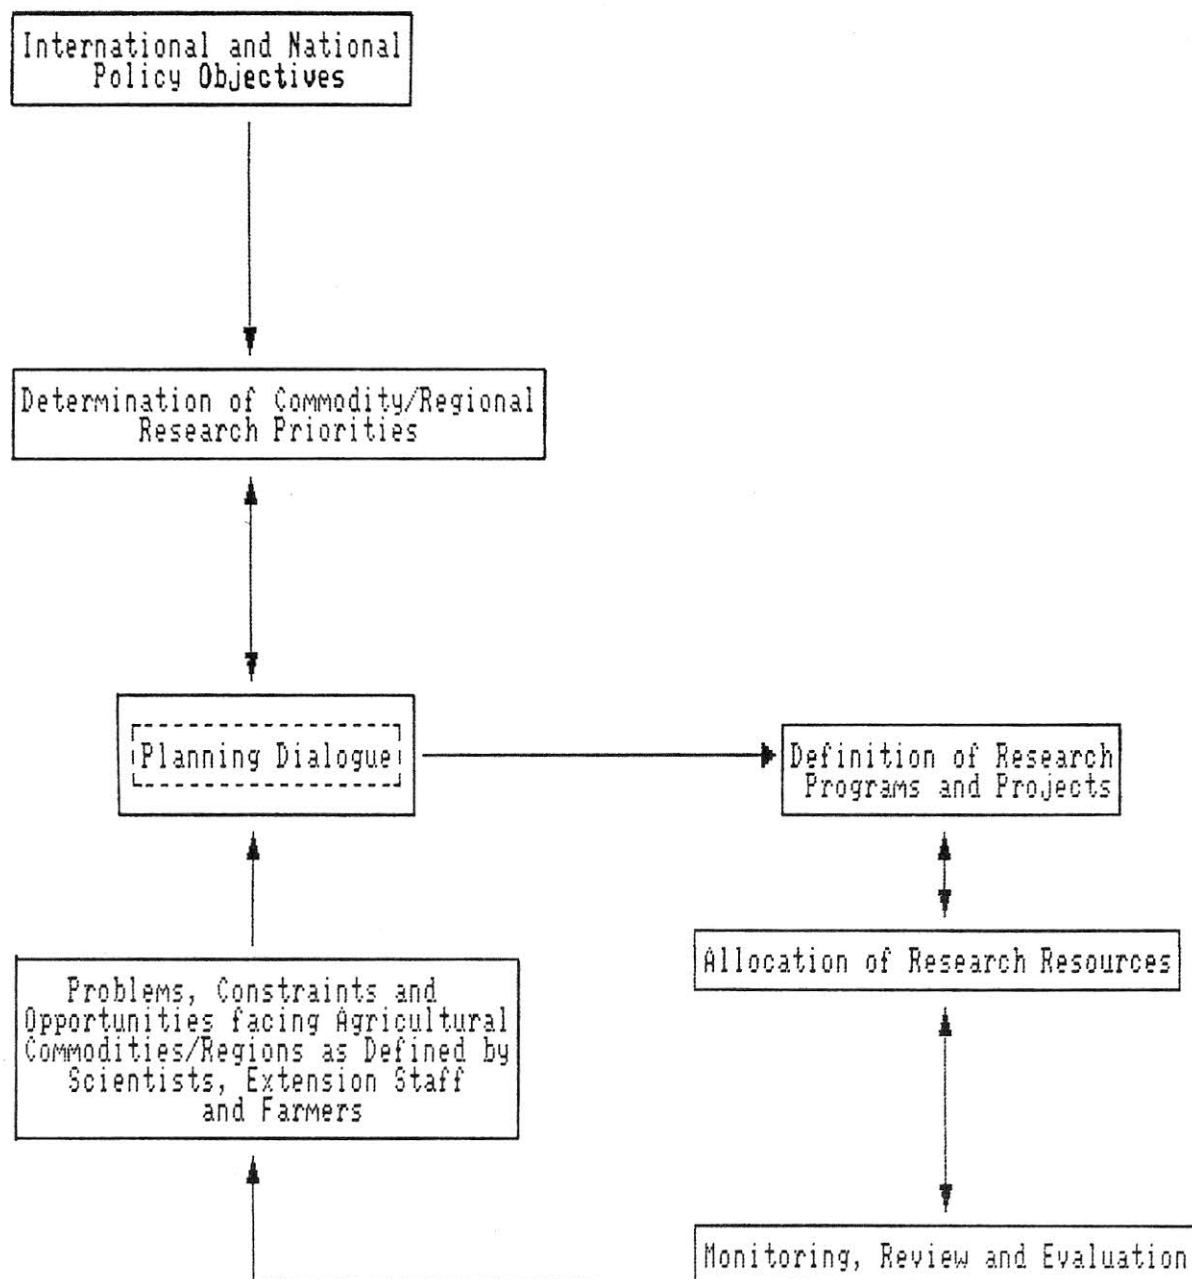 International and National
Policy Objectives
Determination of Commodity/Regional
Research Priorities
Planning Dialogue
Definition of Research
Programs and Projects
Allocation of Research Resources
Problems, Constraints and
Opportunities facing Agricultural
Commodities/Regions as Defined by
Scientists, Extension Staff
and Farmers
Monitoring, Review and Evaluation